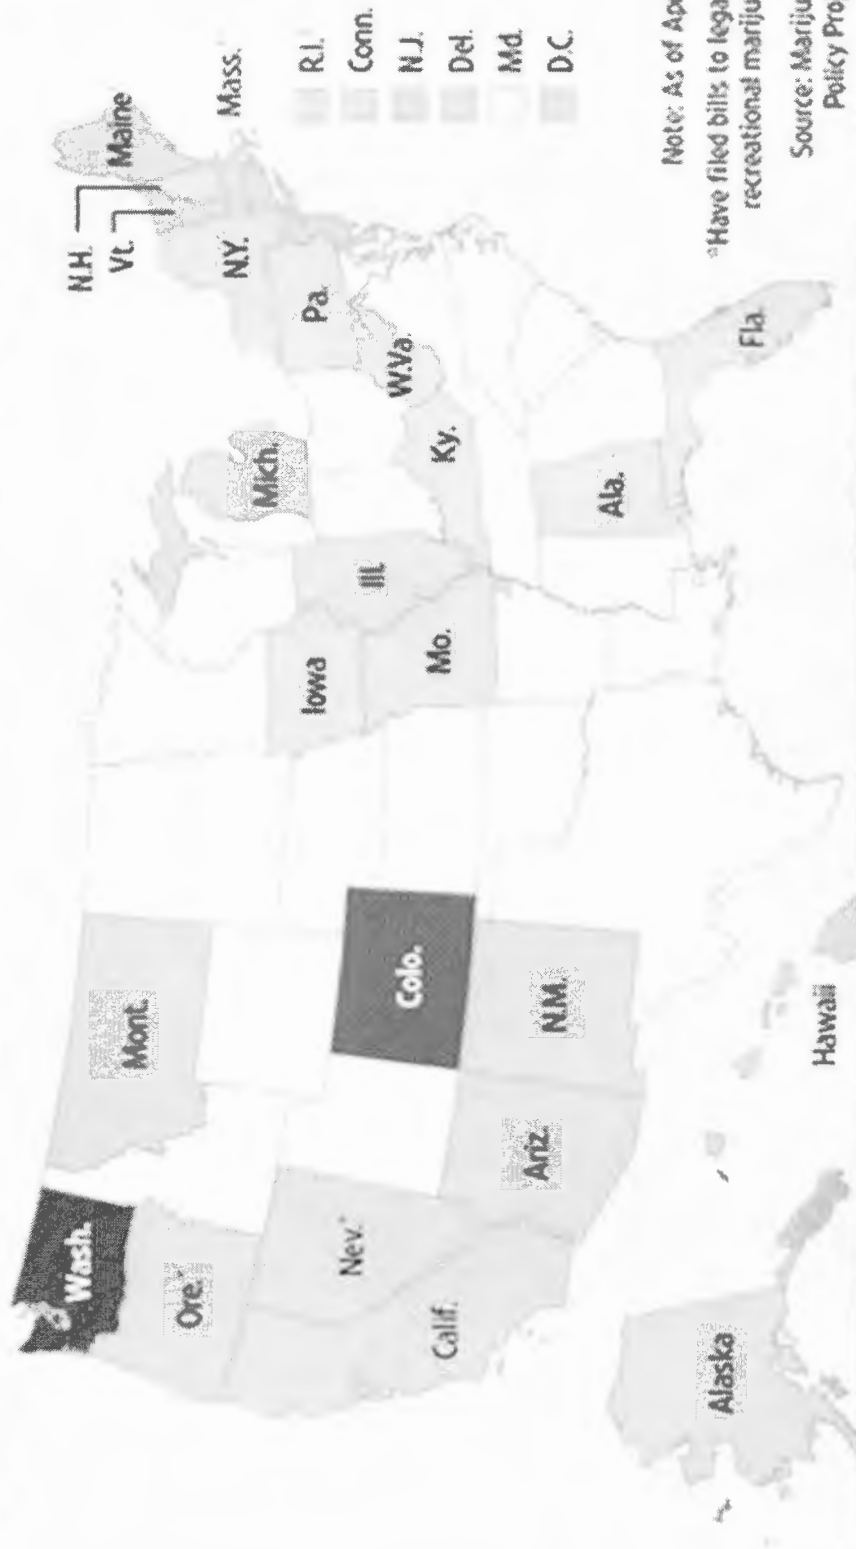 Wash.
Mont.
Ore.*
Nev.*
Calif.
Colo.
Ariz.
N.M.
Alaska
Hawaii
Iowa
Ill.
Mo.
Mich.
Ky.
W.Va.
Ala.
Fla.
Pa.
N.Y.
N.H.
Vt.
Maine
Mass.
R.I.
Conn.
N.J.
Del.
Md.
D.C.
Note: As of
*Have filed bills to
recreational
Source:
Policy